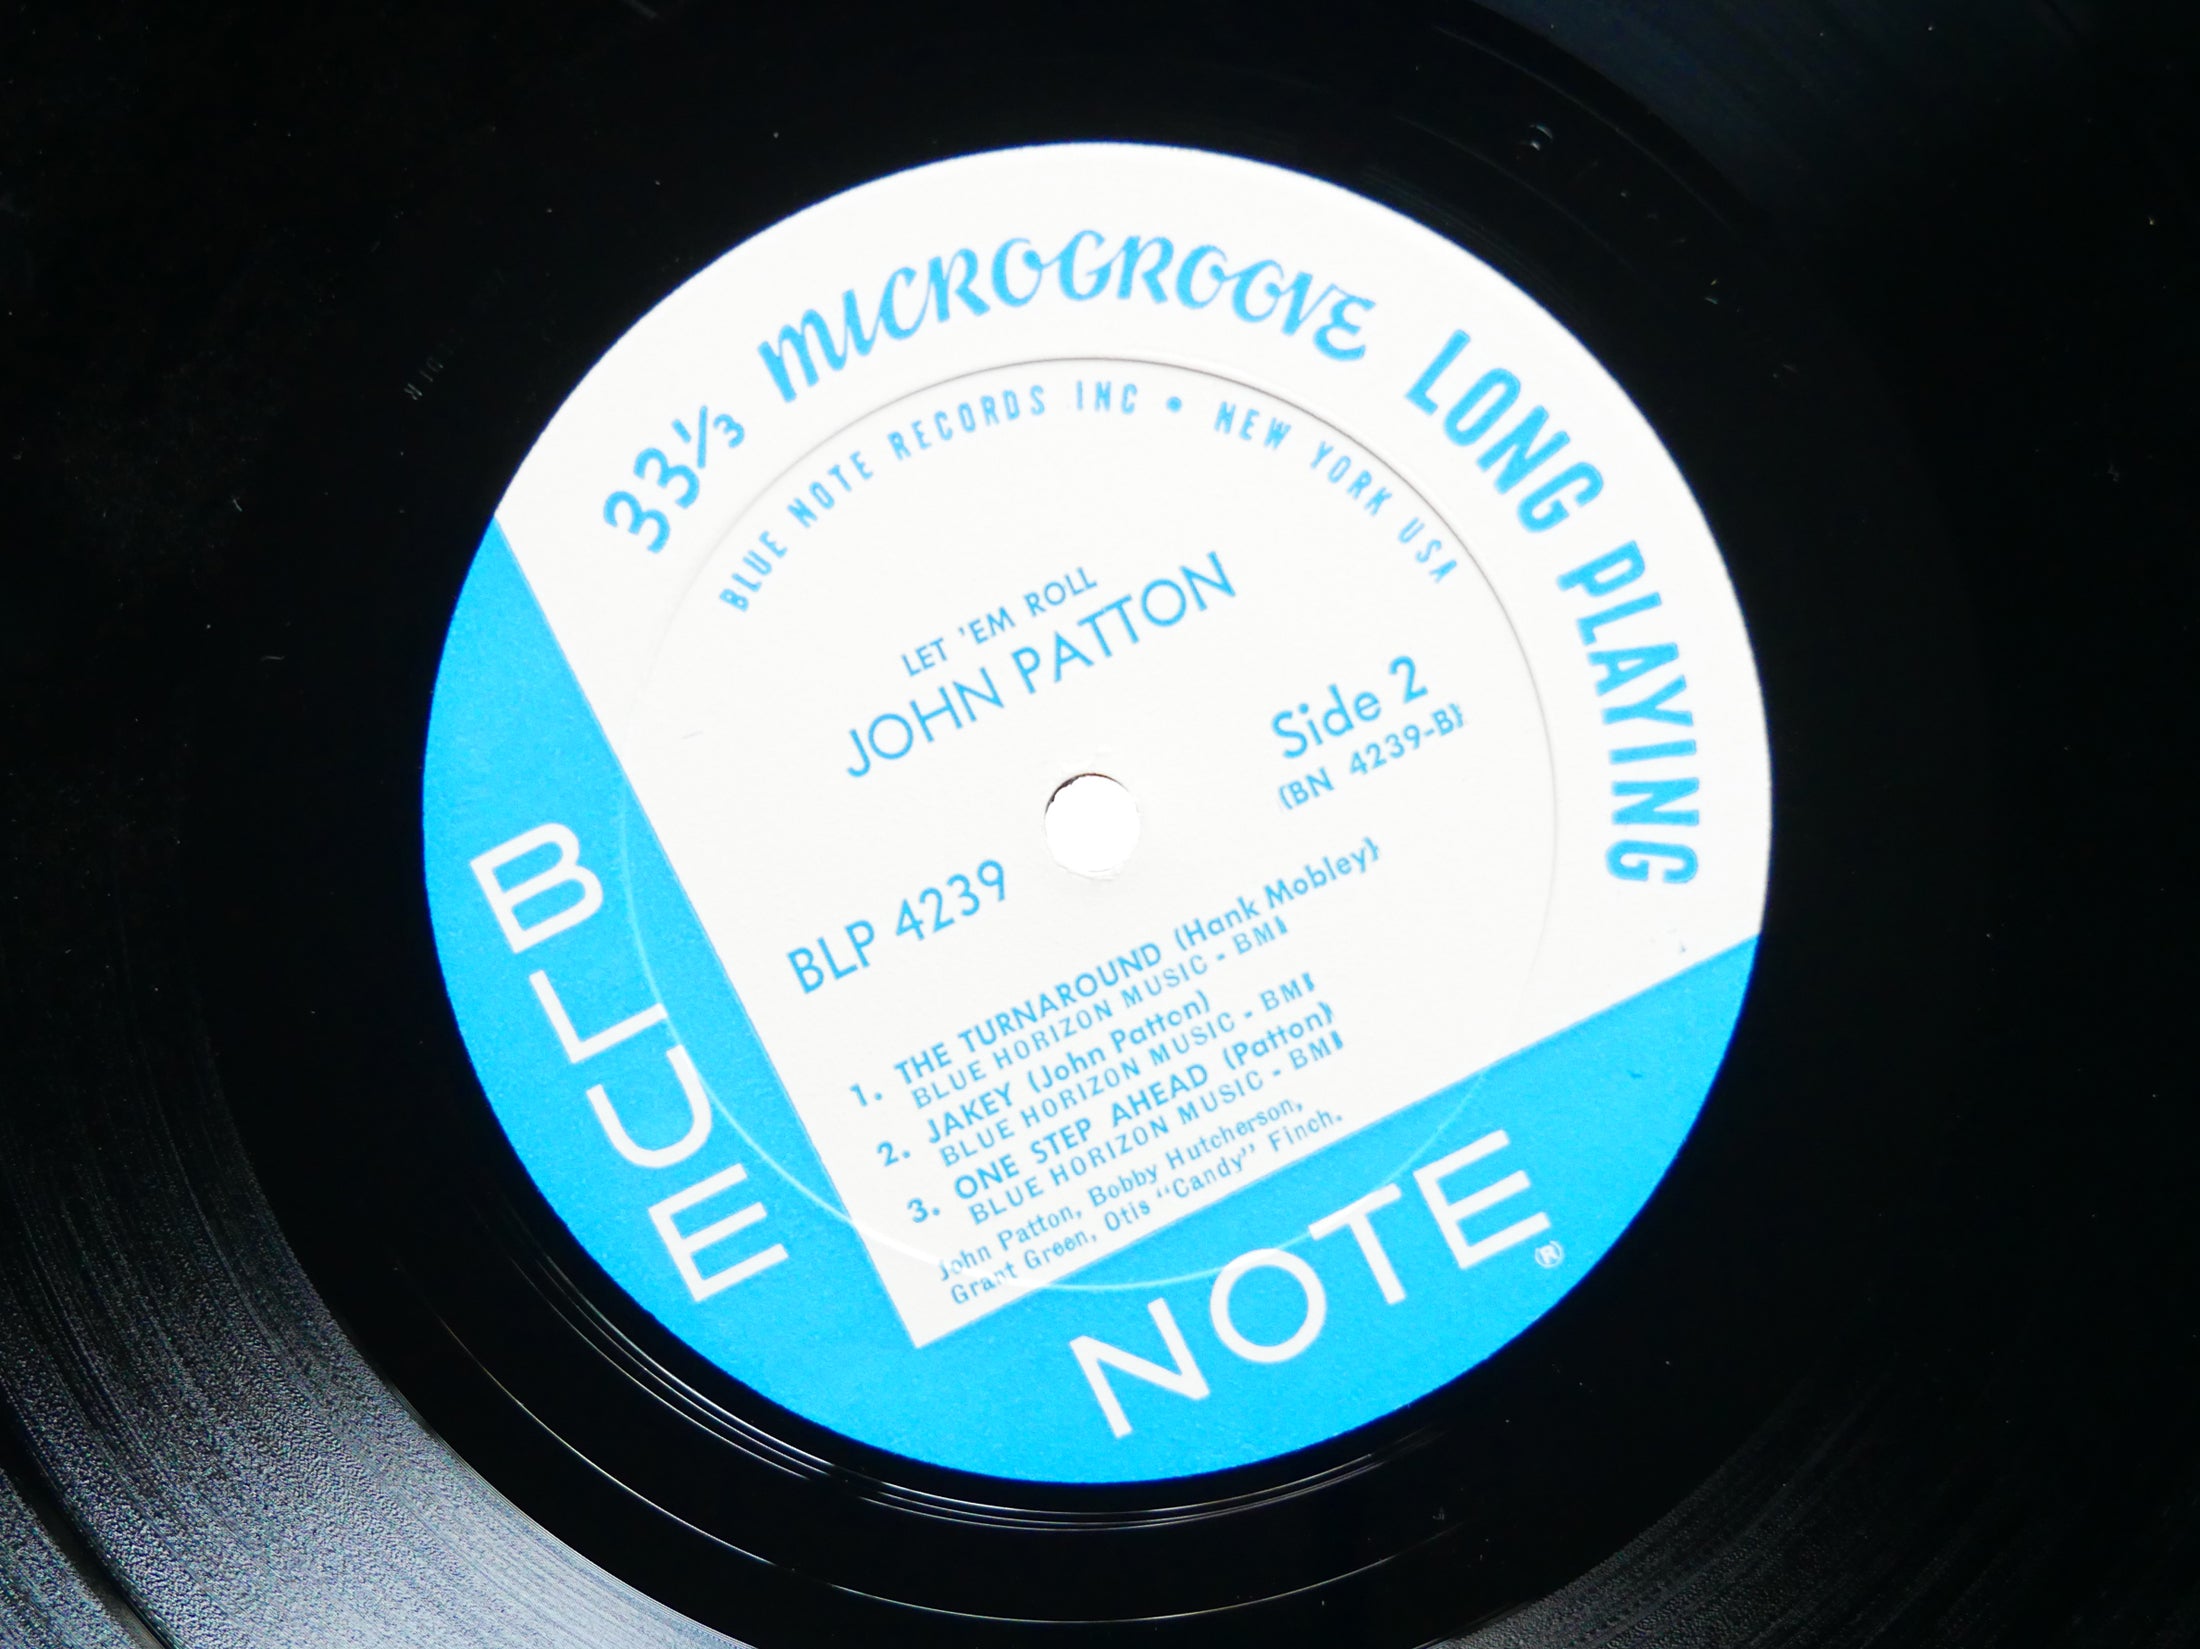 33⅓ MICROGROOVE LONG PLAYING
BLUE NOTE RECORDS INC • NEW YORK USA
LET 'EM ROLL
JOHN PATTON
Side 2
(BN 4239-B)
BLP 4239
1. THE TURNAROUND (Hank Mobley)
BLUE HORIZON MUSIC - BMI
2. JAKEY (John Patton)
BLUE HORIZON MUSIC - BMI
3. ONE STEP AHEAD (Patton)
BLUE HORIZON MUSIC - BMI
John Patton, Bobby Hutcherson,
Grant Green, Otis "Candy" Finch.
BLUE
NOTE®